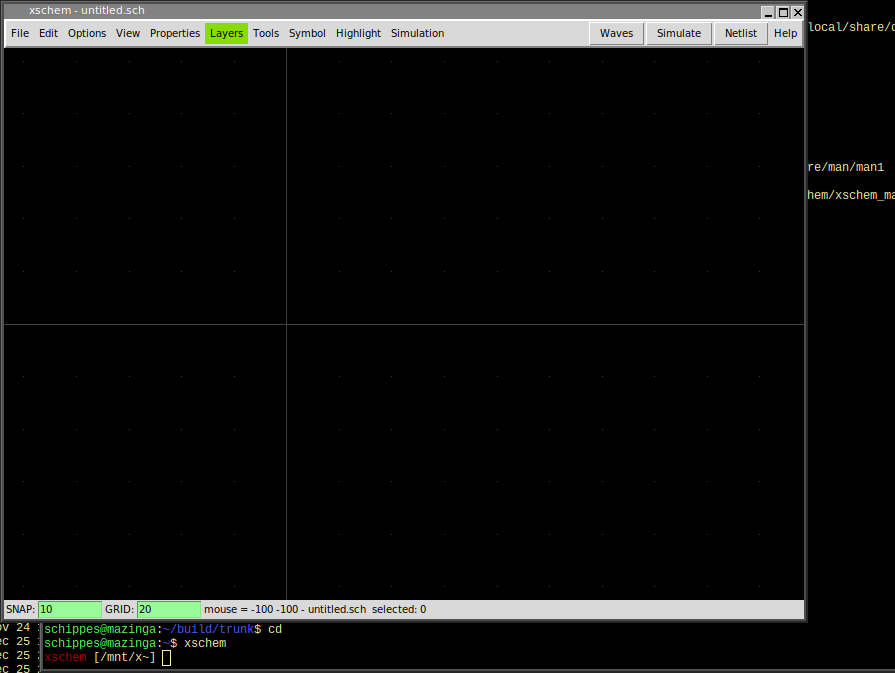 xschem - untitled.sch
File Edit Options View Properties Layers Tools Symbol Highlight Simulation Waves Simulate Netlist Help
local/share/
re/man/man1
hem/xschem_ma
SNAP: 10 GRID: 20 mouse = -100 -100 - untitled.sch selected: 0
ov 24
schippes@mazinga:~/build/trunk$ cd
ec 25
schippes@mazinga:~$ xschem
ec 25
xschem [/mnt/x~]
ec 25